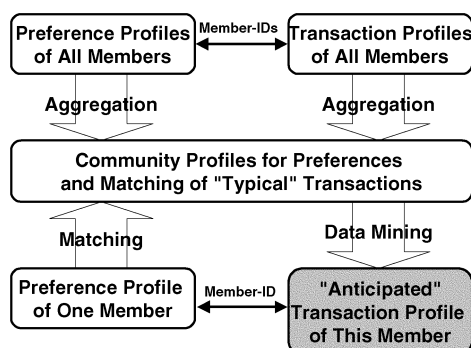 Preference Profiles
of All Members
Member-IDs
Transaction Profiles
of All Members
Aggregation
Aggregation
Community Profiles for Preferences
and Matching of "Typical" Transactions
Matching
Data Mining
Preference Profile
of One Member
Member-ID
"Anticipated"
Transaction Profile
of This Member